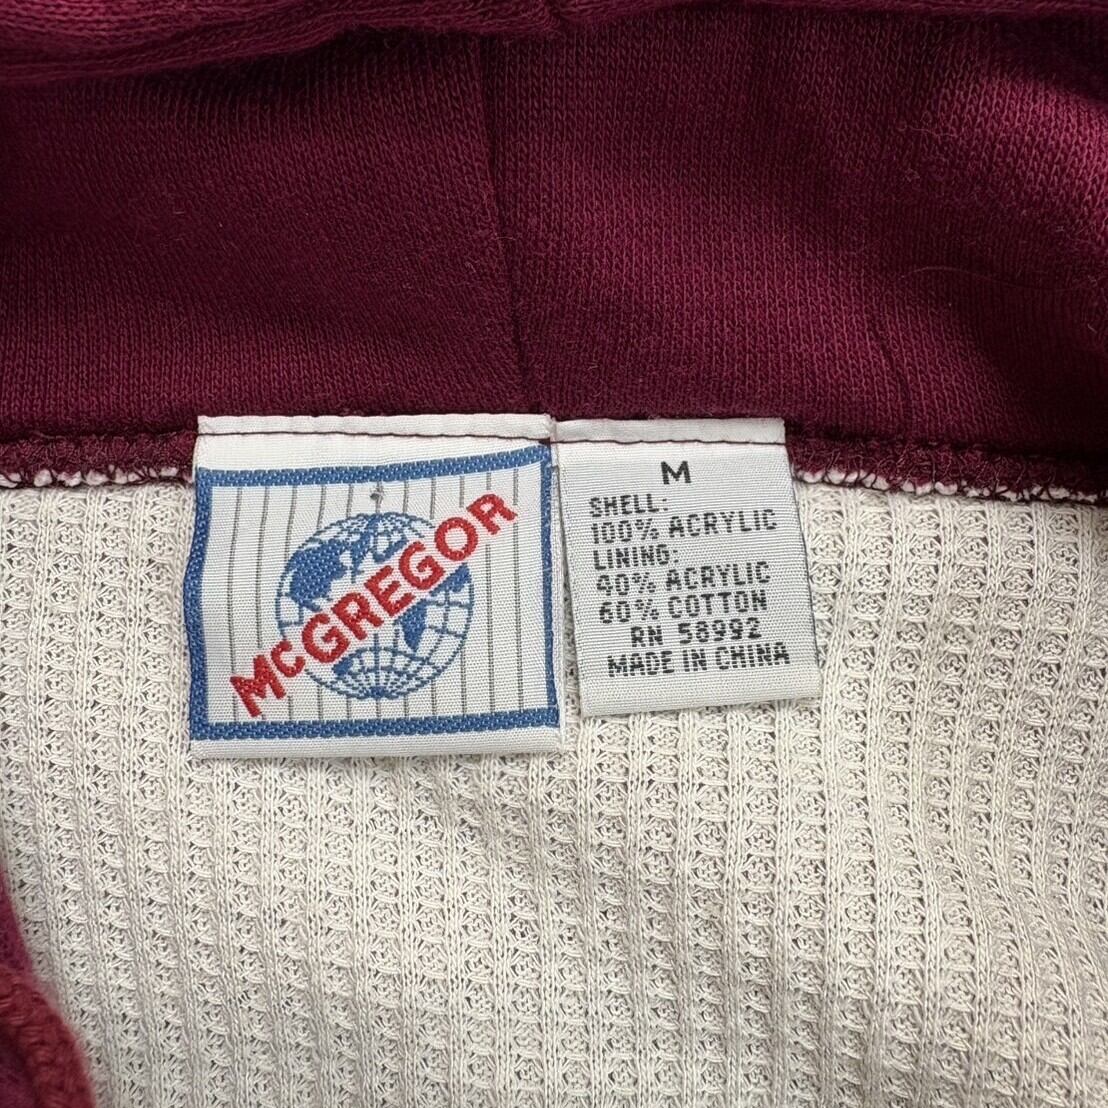 McGREGOR
M
SHELL:
100% ACRYLIC
LINING:
40% ACRYLIC
60% COTTON
RN 58992
MADE IN CHINA